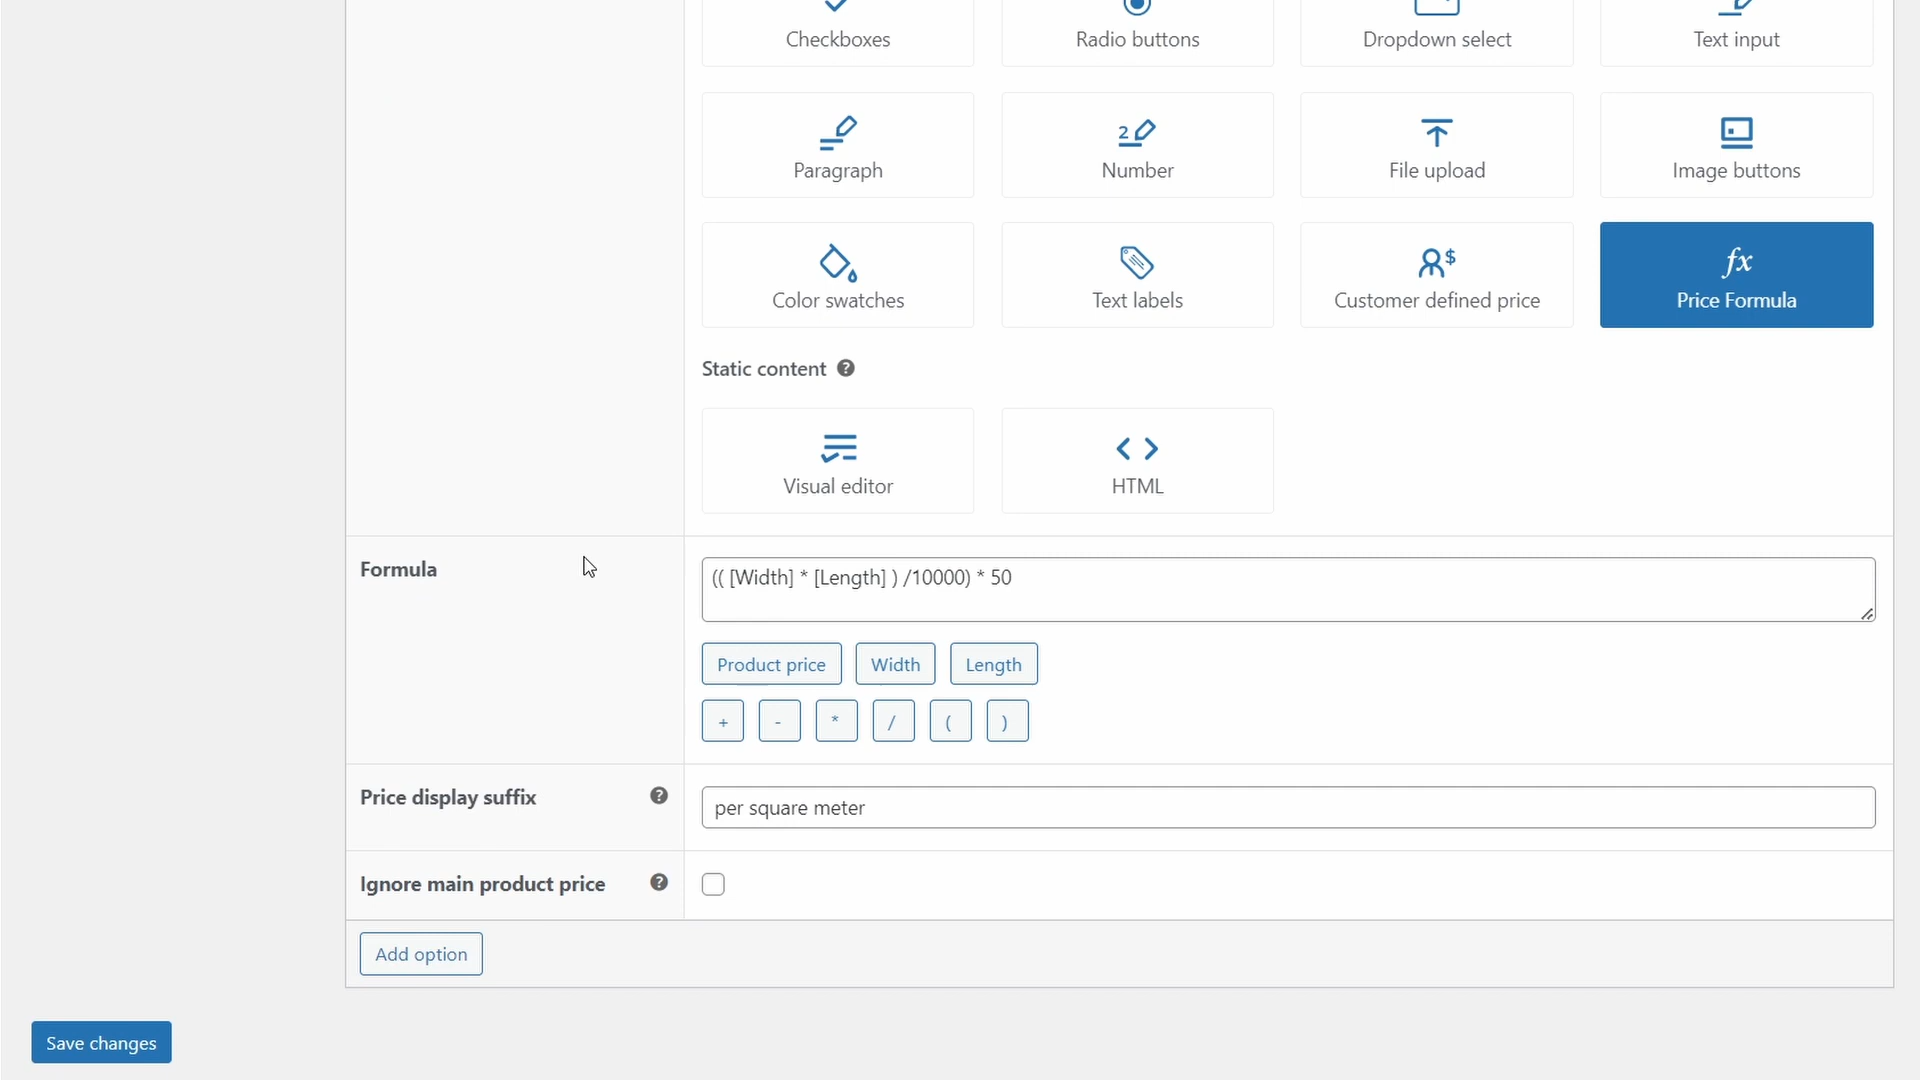 Checkboxes
Radio buttons
Dropdown select
Text input
Paragraph
2
Number
File upload
Image buttons
Color swatches
Text labels
$
Customer defined price
fx
Price Formula
Static content ?
Visual editor
< >
HTML
Formula
(( [Width] * [Length] ) /10000) * 50
Product price
Width
Length
+
-
*
/
(
)
Price display suffix ?
per square meter
Ignore main product price ?
Add option
Save changes